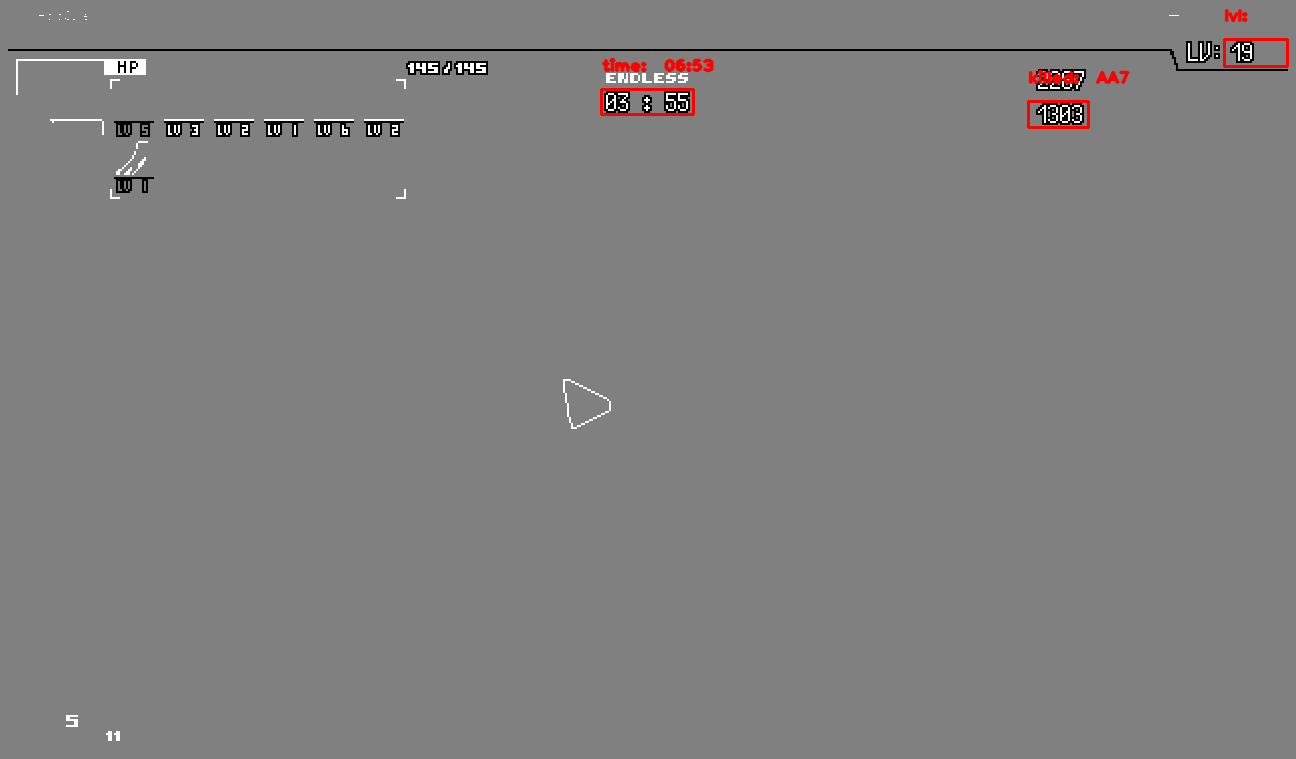 lvl:
LV: 19
HP
145/145
time: 06:53
ENDLESS
03 : 55
killed: AA7
1303
LV 5 LV 3 LV 2 LV 1 LV 6 LV 2
LV 1
5
11